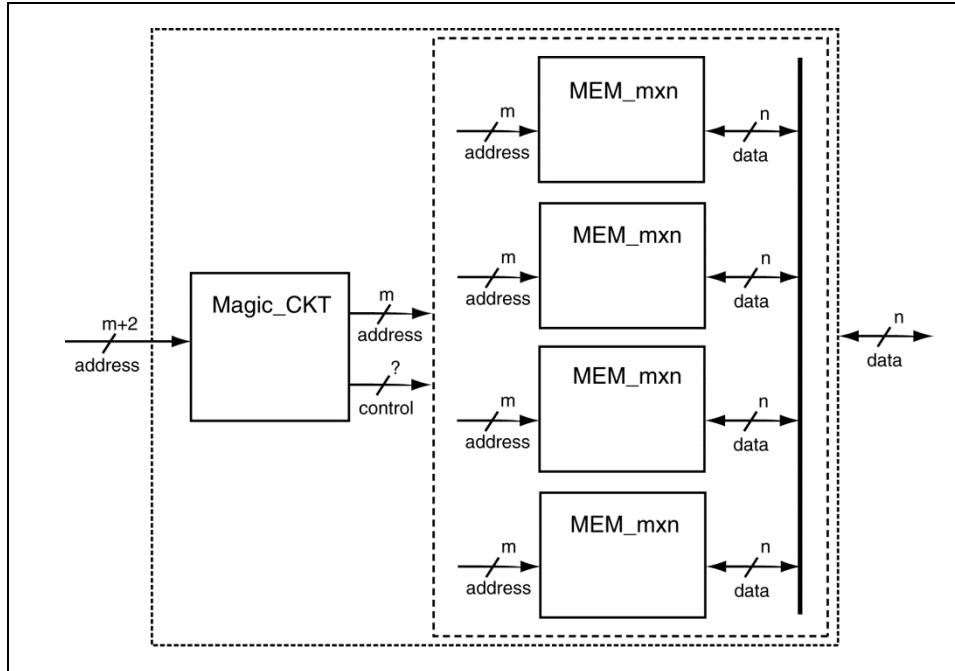 MEM_mxn
m
address
n
data
MEM_mxn
m
address
n
data
Magic_CKT
m+2
address
m
address
?
control
n
data
MEM_mxn
m
address
n
data
MEM_mxn
m
address
n
data